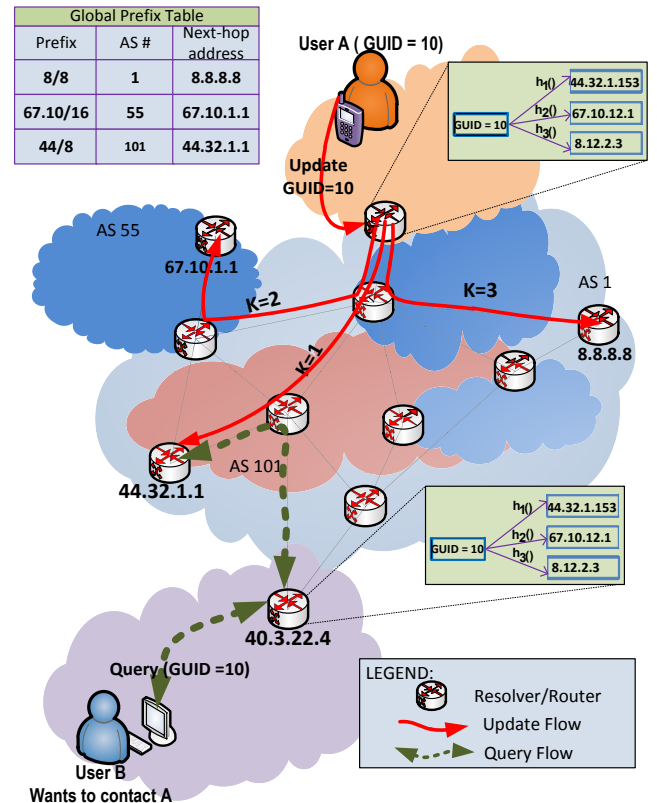 Global Prefix Table
Prefix AS # Next-hop address
8/8 1 8.8.8.8
67.10/16 55 67.10.1.1
44/8 101 44.32.1.1
User A ( GUID = 10)
h1() 44.32.1.153
GUID = 10 h2() 67.10.12.1
h3() 8.12.2.3
Update
GUID=10
AS 55
67.10.1.1
K=2
K=3
AS 1
K=1
8.8.8.8
AS 101
44.32.1.1
h1() 44.32.1.153
GUID = 10 h2() 67.10.12.1
h3() 8.12.2.3
40.3.22.4
Query (GUID =10)
User B
Wants to contact A
LEGEND:
Resolver/Router
Update Flow
Query Flow